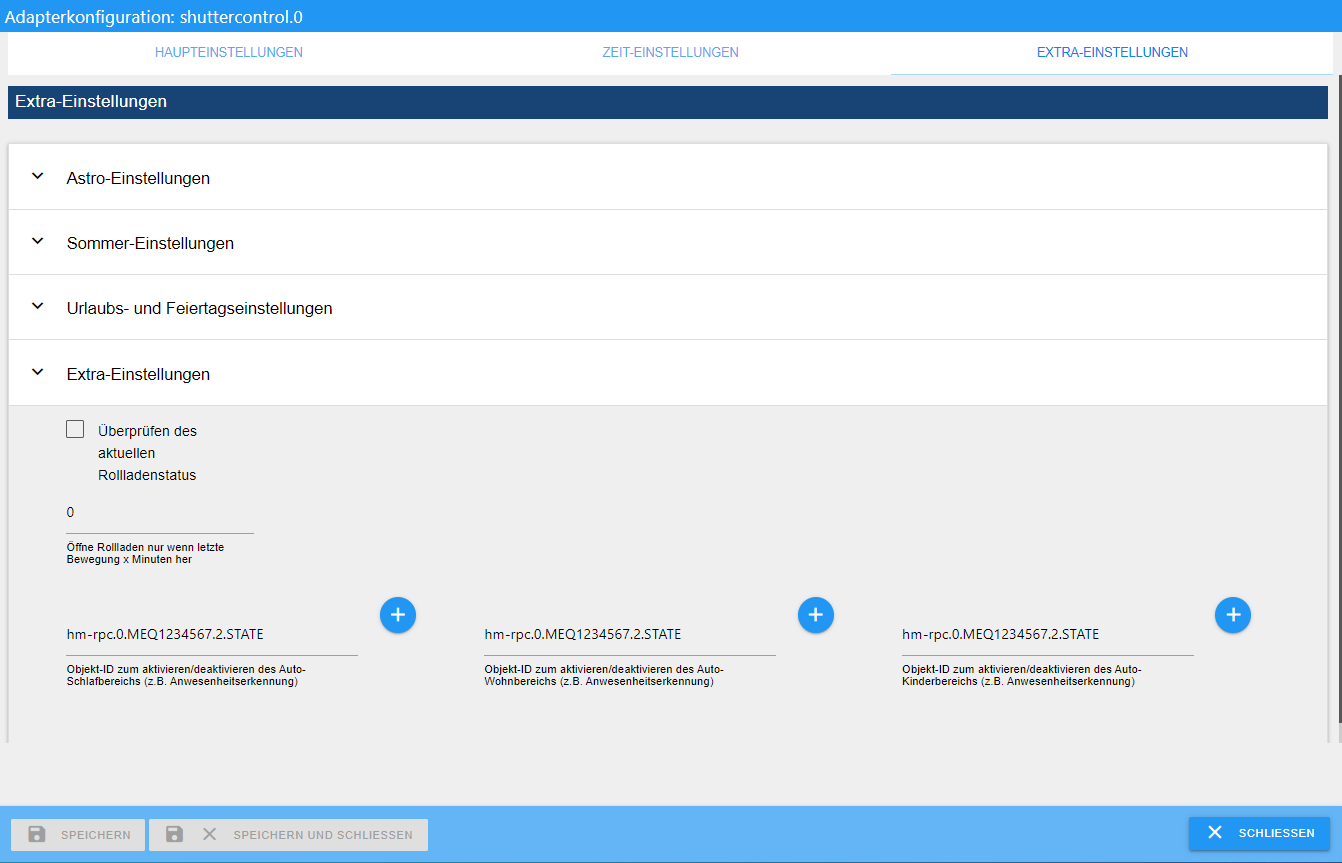 Adapterkonfiguration: shuttercontrol.0
HAUPTEINSTELLUNGEN
ZEIT-EINSTELLUNGEN
EXTRA-EINSTELLUNGEN
Extra-Einstellungen
Astro-Einstellungen
Sommer-Einstellungen
Urlaubs- und Feiertagseinstellungen
Extra-Einstellungen
Überprüfen des
aktuellen
Rollladenstatus
0
Öffne Rollladen nur wenn letzte
Bewegung x Minuten her
hm-rpc.0.MEQ1234567.2.STATE
Objekt-ID zum aktivieren/deaktivieren des Auto-
Schlafbereichs (z.B. Anwesenheitserkennung)
hm-rpc.0.MEQ1234567.2.STATE
Objekt-ID zum aktivieren/deaktivieren des Auto-
Wohnbereichs (z.B. Anwesenheitserkennung)
hm-rpc.0.MEQ1234567.2.STATE
Objekt-ID zum aktivieren/deaktivieren des Auto-
Kinderbereichs (z.B. Anwesenheitserkennung)
SPEICHERN
SPEICHERN UND SCHLIESSEN
SCHLIESSEN